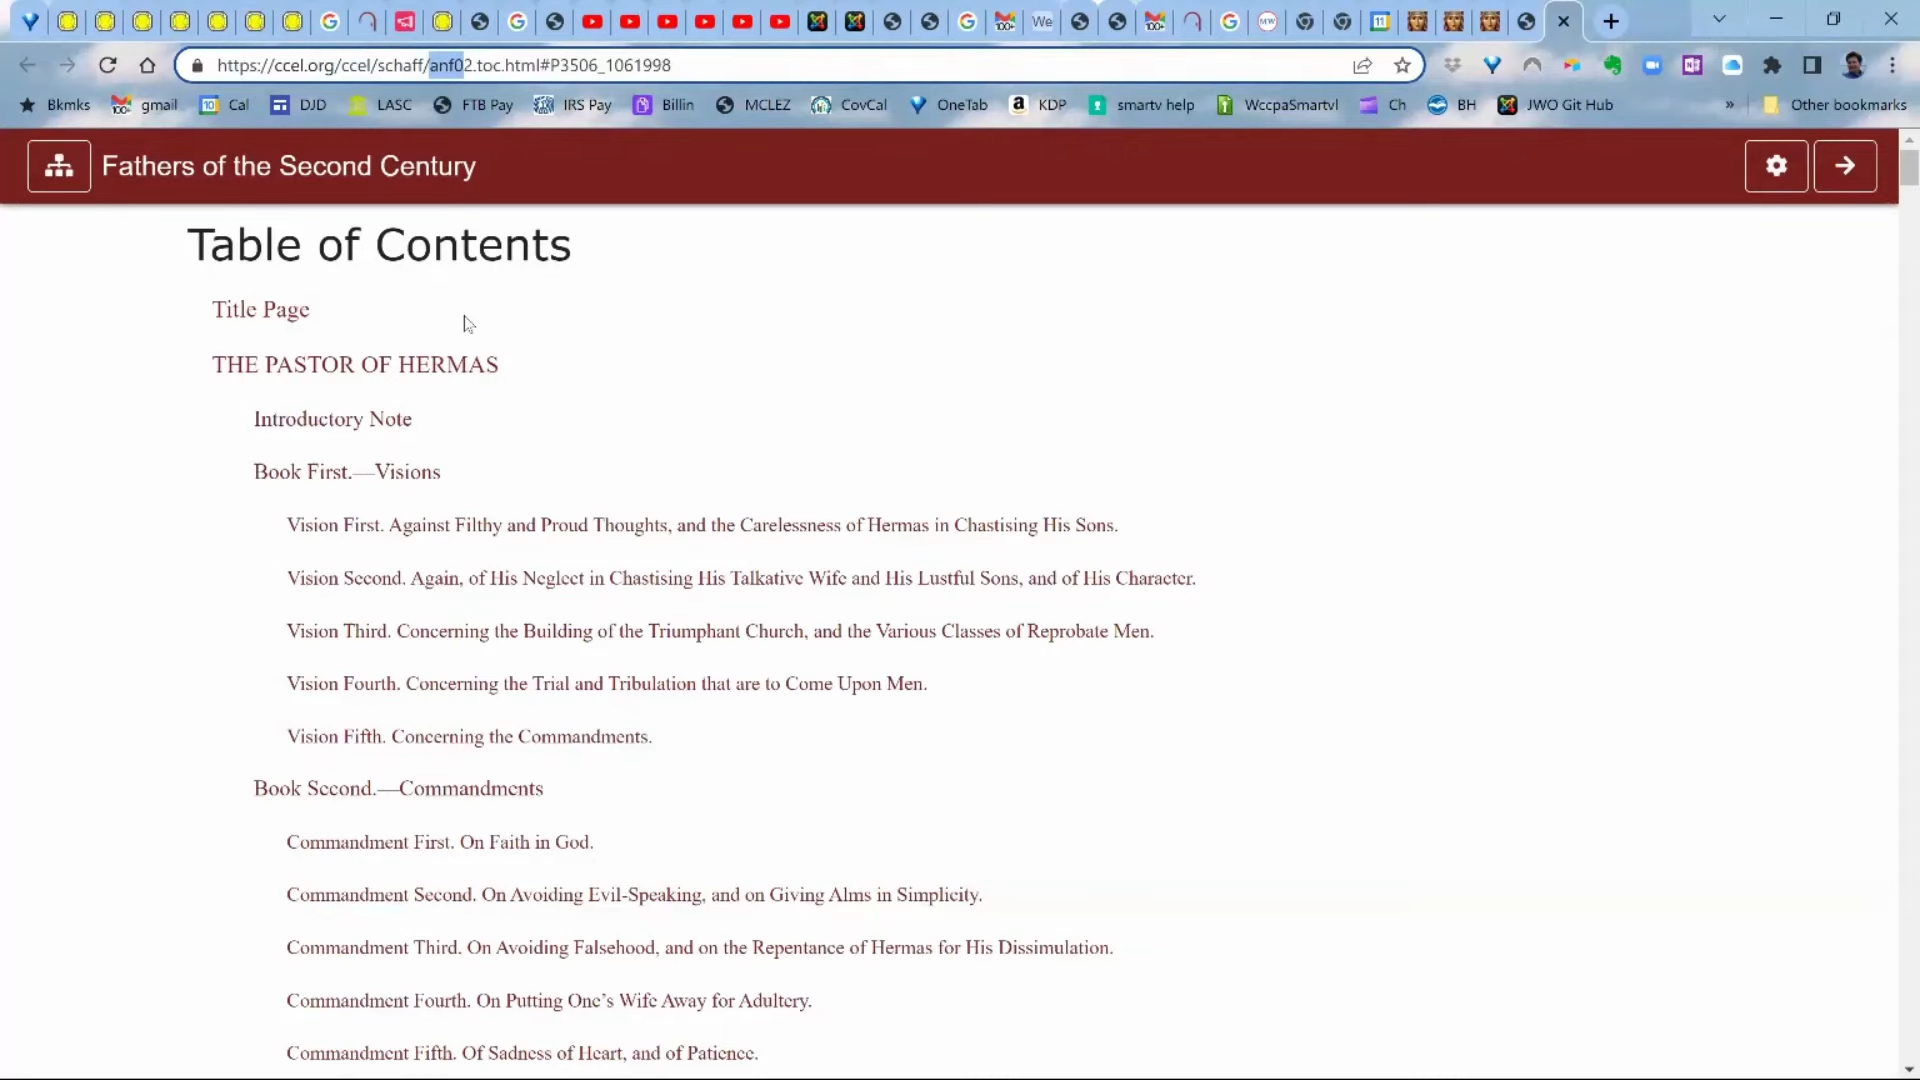 100+ We 100+ MW 11
https://ccel.org/ccel/schaff/anf02.toc.html#P3506_1061998
Bkmks gmail Cal DJD LASC FTB Pay IRS Pay Billin MCLEZ CovCal OneTab KDP smartv help WccpaSmartvl Ch BH JWO Git Hub » Other bookmarks
Fathers of the Second Century
Table of Contents
Title Page
THE PASTOR OF HERMAS
Introductory Note
Book First.—Visions
Vision First. Against Filthy and Proud Thoughts, and the Carelessness of Hermas in Chastising His Sons.
Vision Second. Again, of His Neglect in Chastising His Talkative Wife and His Lustful Sons, and of His Character.
Vision Third. Concerning the Building of the Triumphant Church, and the Various Classes of Reprobate Men.
Vision Fourth. Concerning the Trial and Tribulation that are to Come Upon Men.
Vision Fifth. Concerning the Commandments.
Book Second.—Commandments
Commandment First. On Faith in God.
Commandment Second. On Avoiding Evil-Speaking, and on Giving Alms in Simplicity.
Commandment Third. On Avoiding Falsehood, and on the Repentance of Hermas for His Dissimulation.
Commandment Fourth. On Putting One’s Wife Away for Adultery.
Commandment Fifth. Of Sadness of Heart, and of Patience.